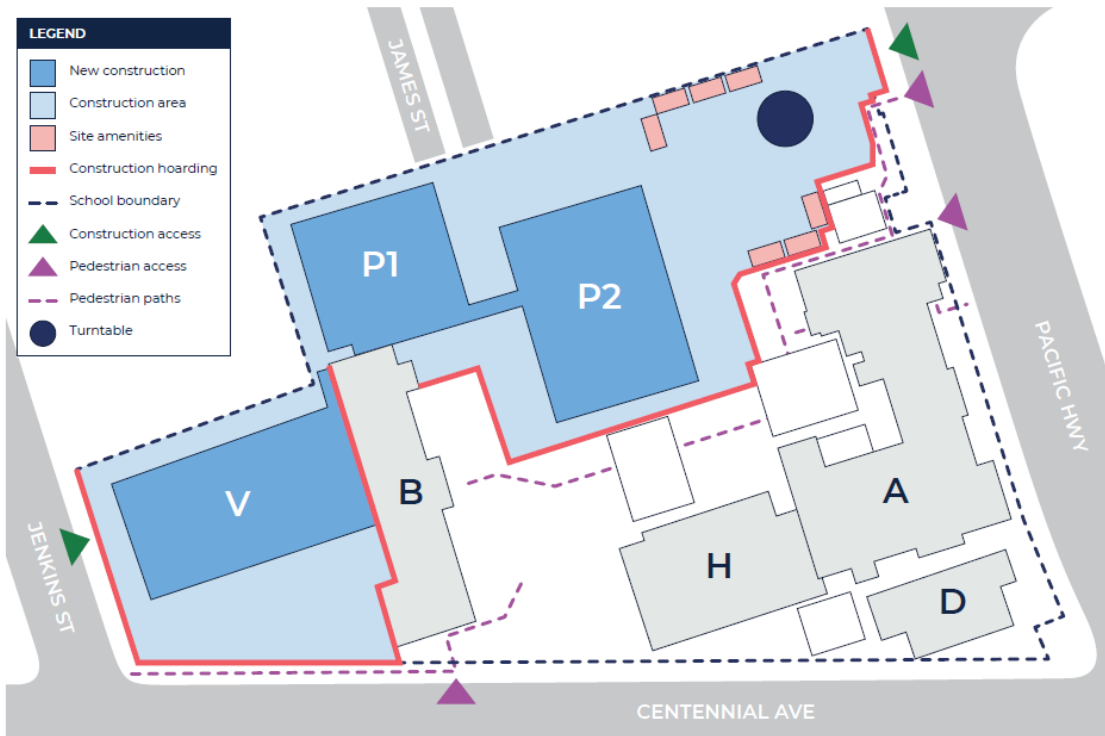 LEGEND
New construction
Construction area
Site amenities
Construction hoarding
School boundary
Construction access
Pedestrian access
Pedestrian paths
Turntable
JAMES ST
P1
P2
PACIFIC HWY
V
B
A
H
D
JENKINS ST
CENTENNIAL AVE